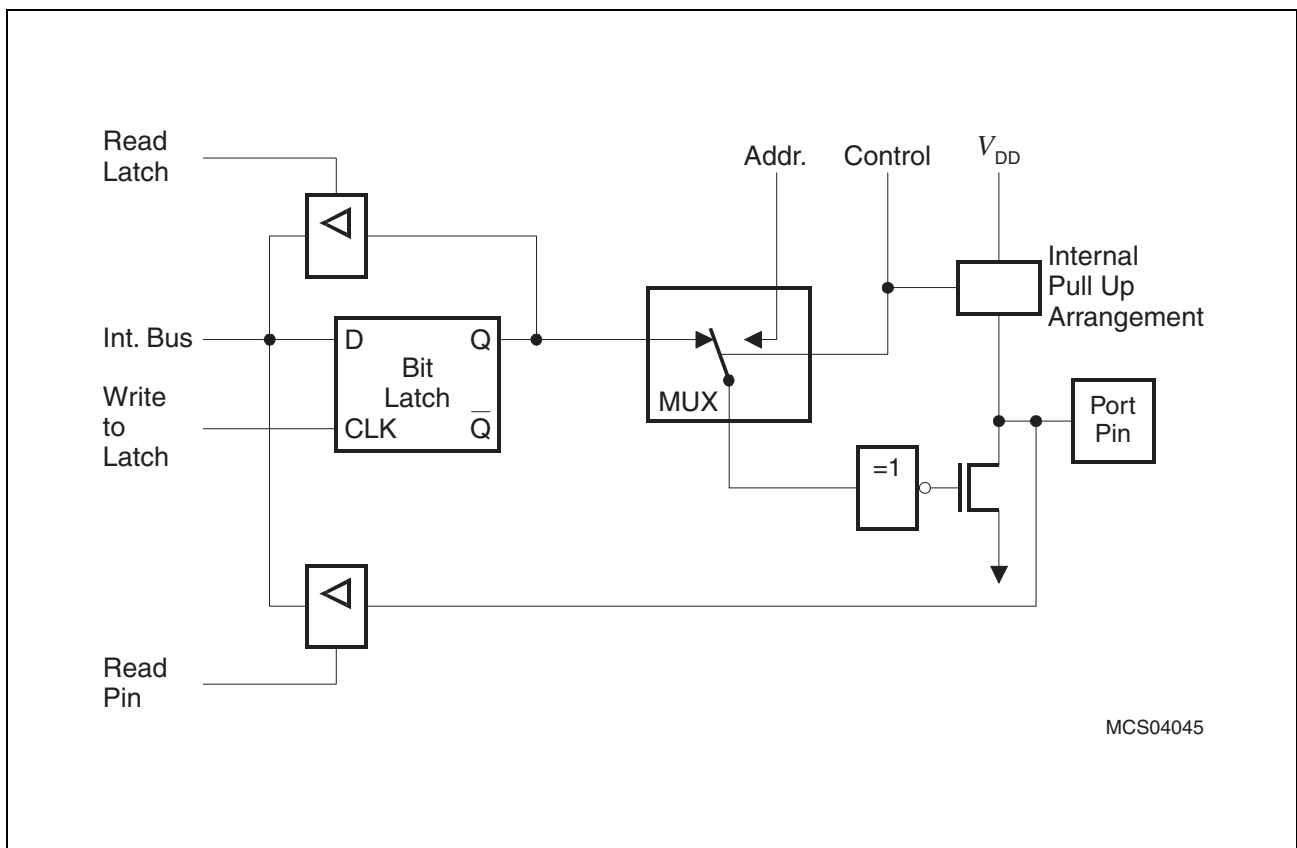 Read
Latch
Addr.
Control
V_DD
Internal
Pull Up
Arrangement
Int. Bus
D
Q
Bit
Latch
Write
to
Latch
CLK
Q̅
MUX
Port
Pin
=1
Read
Pin
MCS04045